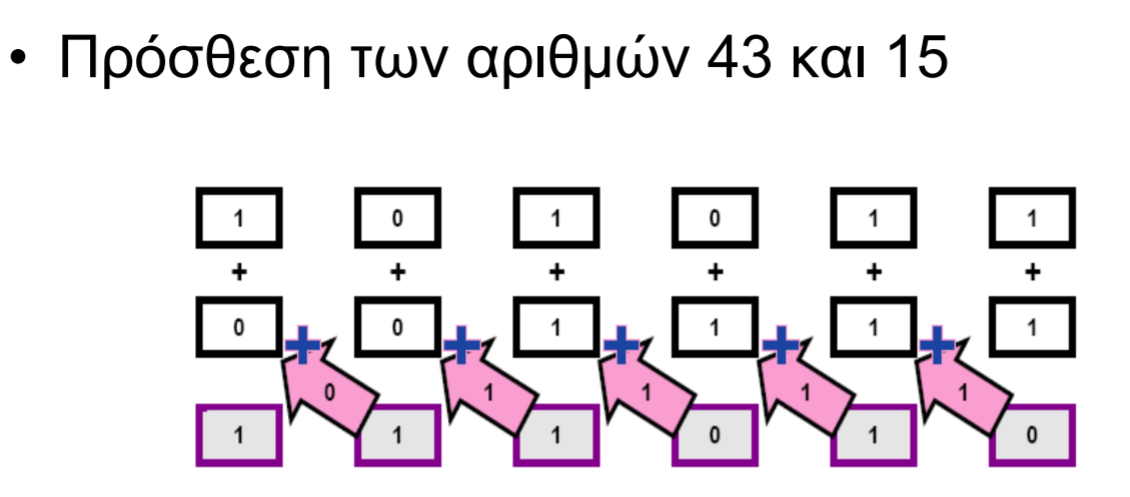 • Πρόσθεση των αριθμών 43 και 15
1 0 1 0 1 1
+ + + + + +
0 0 1 1 1 1
+ + + + +
0 1 1 1 1
1 1 1 0 1 0